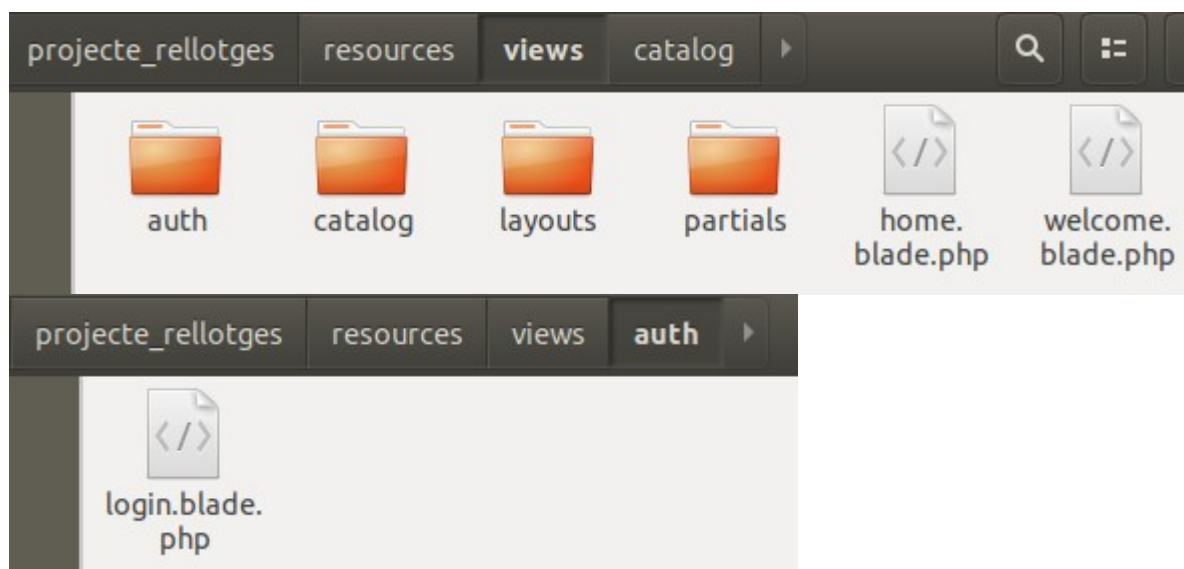 projecte_rellotges resources views catalog
auth catalog layouts partials home. welcome.
blade.php blade.php
projecte_rellotges resources views auth
login.blade.
php